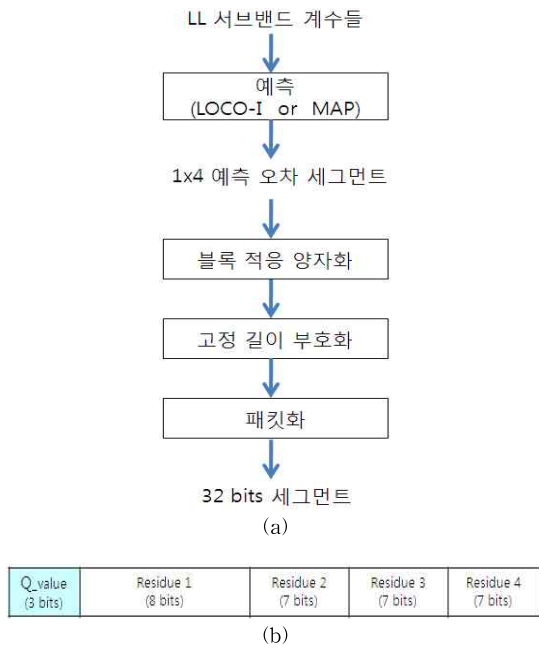 LL 서브밴드 계수들
예측
(LOCO-I or MAP)
1x4 예측 오차 세그먼트
블록 적응 양자화
고정 길이 부호화
패킷화
32 bits 세그먼트
(a)
Q_value
(3 bits)
Residue 1
(8 bits)
Residue 2
(7 bits)
Residue 3
(7 bits)
Residue 4
(7 bits)
(b)